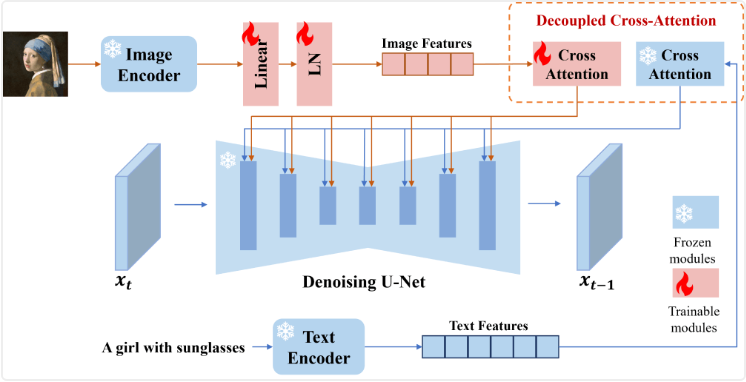 Decoupled Cross-Attention
Image
Encoder
Linear
LN
Image Features
Cross
Attention
Cross
Attention
x_t
Denoising U-Net
x_{t-1}
Frozen
modules
Trainable
modules
A girl with sunglasses
Text
Encoder
Text Features